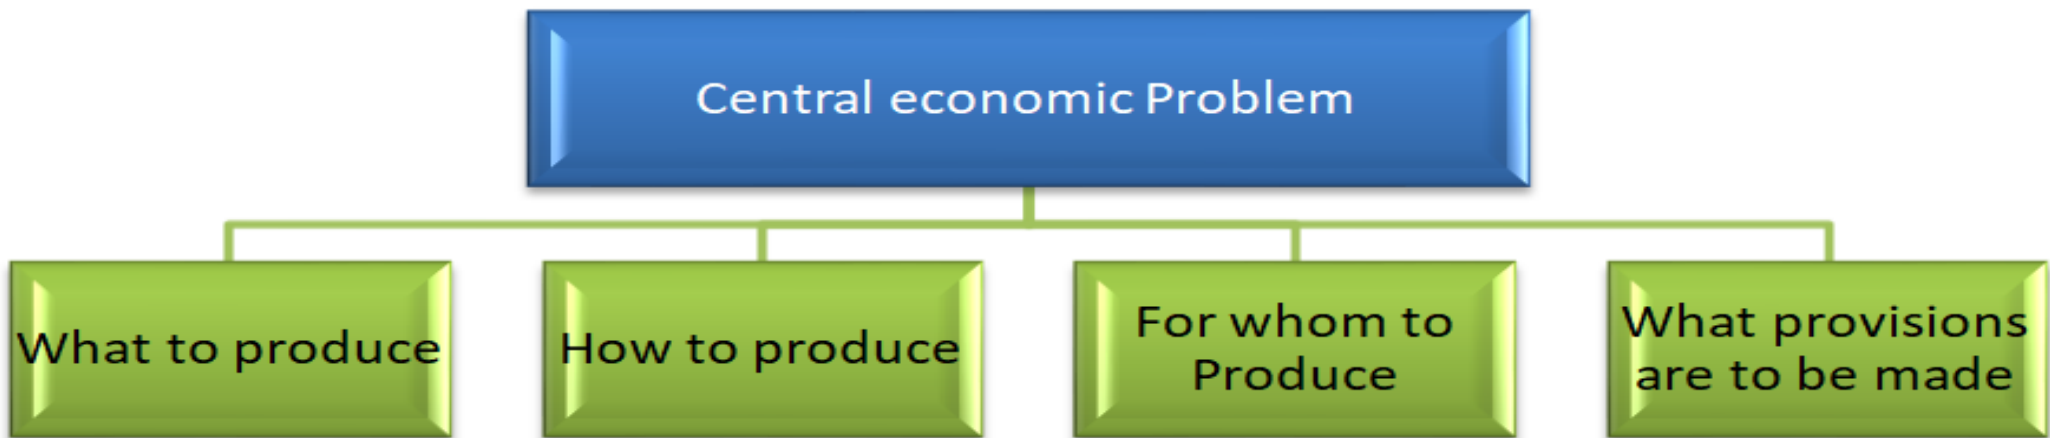 Central economic Problem
What to produce
How to produce
For whom to
Produce
What provisions
are to be made